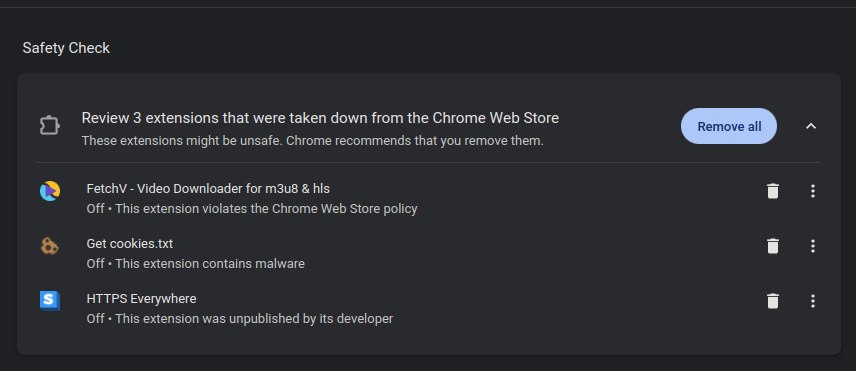 Safety Check
Review 3 extensions that were taken down from the Chrome Web Store
These extensions might be unsafe. Chrome recommends that you remove them.
Remove all
FetchV - Video Downloader for m3u8 & hls
Off • This extension violates the Chrome Web Store policy
Get cookies.txt
Off • This extension contains malware
S
HTTPS Everywhere
Off • This extension was unpublished by its developer